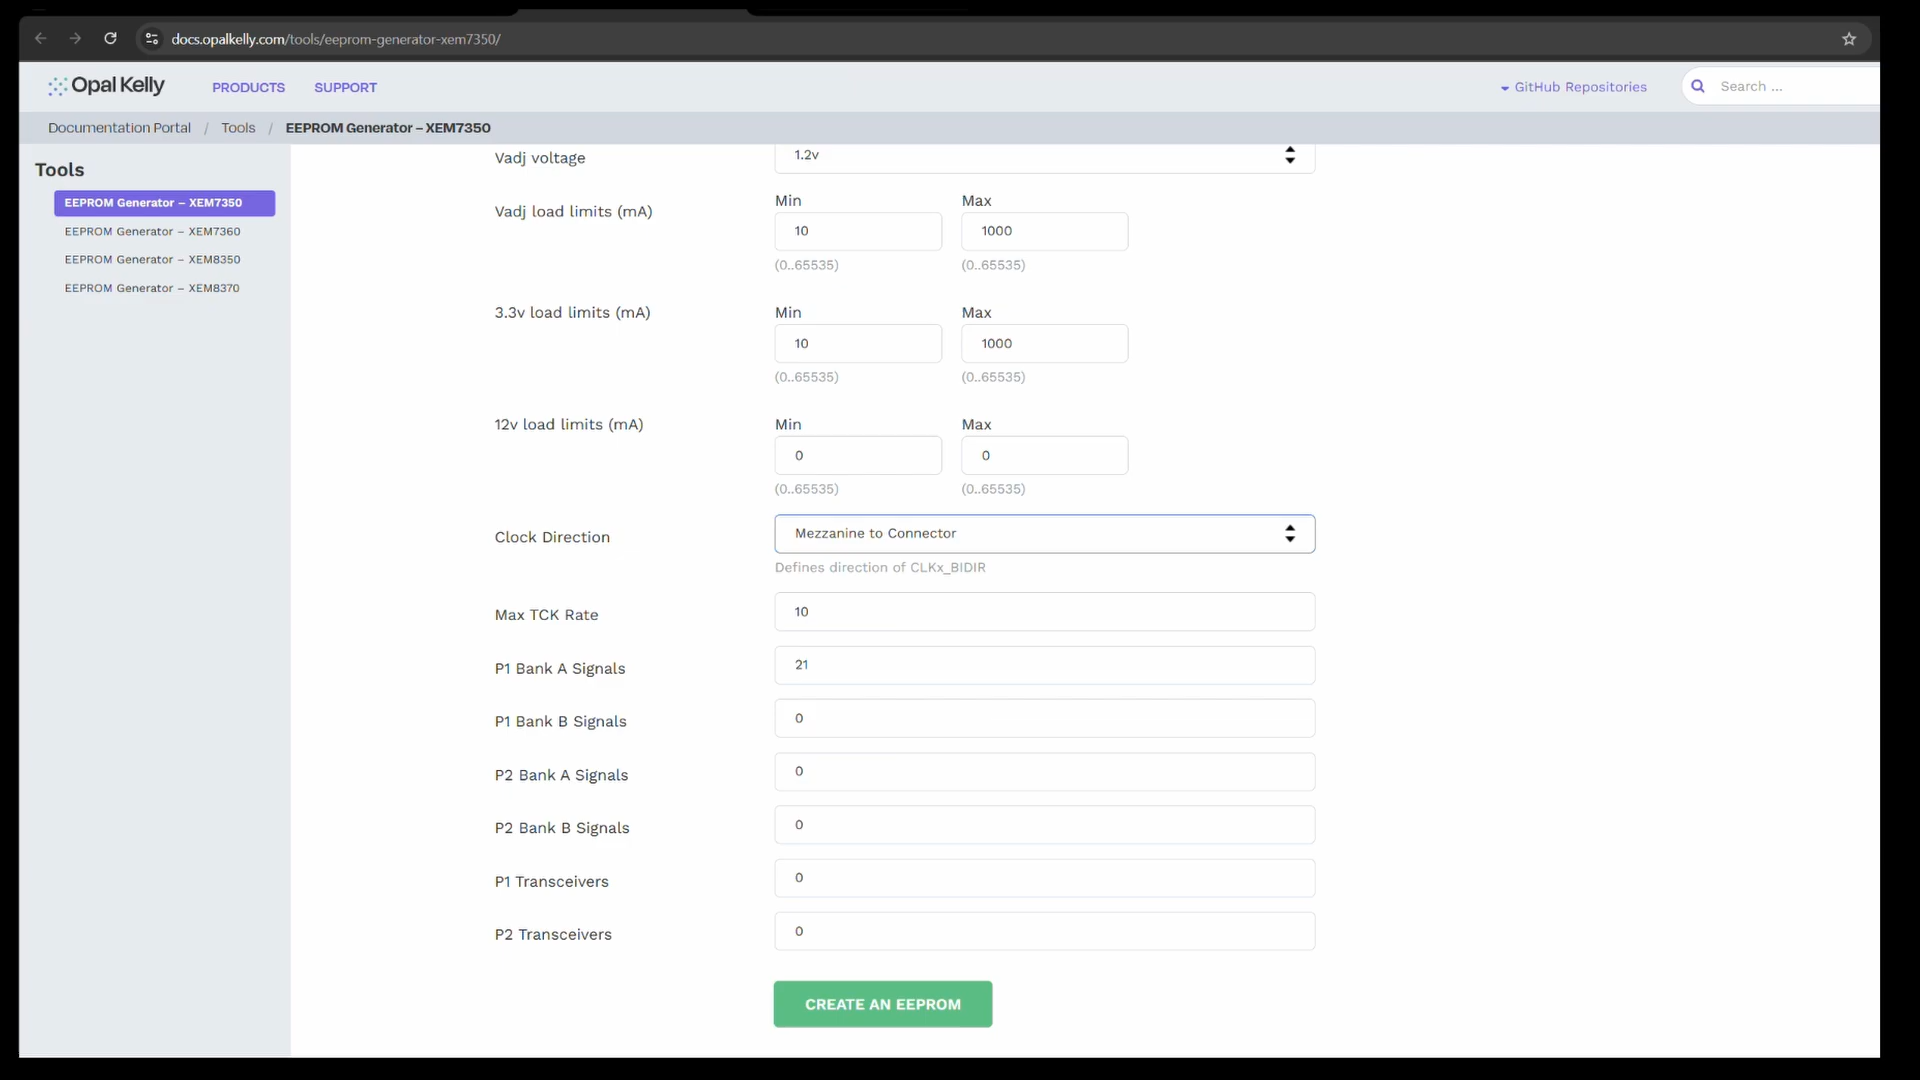 docs.opalkelly.com/tools/eeprom-generator-xem7350/
Opal Kelly PRODUCTS SUPPORT GitHub Repositories Search ...
Documentation Portal / Tools / EEPROM Generator – XEM7350
Tools
EEPROM Generator – XEM7350
EEPROM Generator – XEM7360
EEPROM Generator – XEM8350
EEPROM Generator – XEM8370
Vadj voltage 1.2v
Min Max
Vadj load limits (mA) 10 1000
(0..65535) (0..65535)
Min Max
3.3v load limits (mA) 10 1000
(0..65535) (0..65535)
Min Max
12v load limits (mA) 0 0
(0..65535) (0..65535)
Clock Direction Mezzanine to Connector
Defines direction of CLKx_BIDIR
Max TCK Rate 10
P1 Bank A Signals 21
P1 Bank B Signals 0
P2 Bank A Signals 0
P2 Bank B Signals 0
P1 Transceivers 0
P2 Transceivers 0
CREATE AN EEPROM